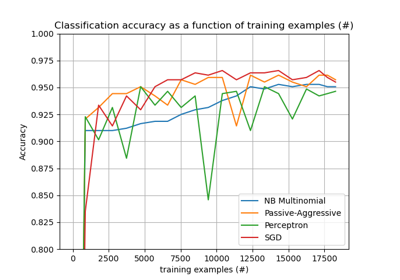 Classification accuracy as a function of training examples (#)
1.000
0.975
0.950
0.925
0.900
0.875
0.850
0.825
0.800
Accuracy
NB Multinomial
Passive-Aggressive
Perceptron
SGD
0 2500 5000 7500 10000 12500 15000 17500
training examples (#)